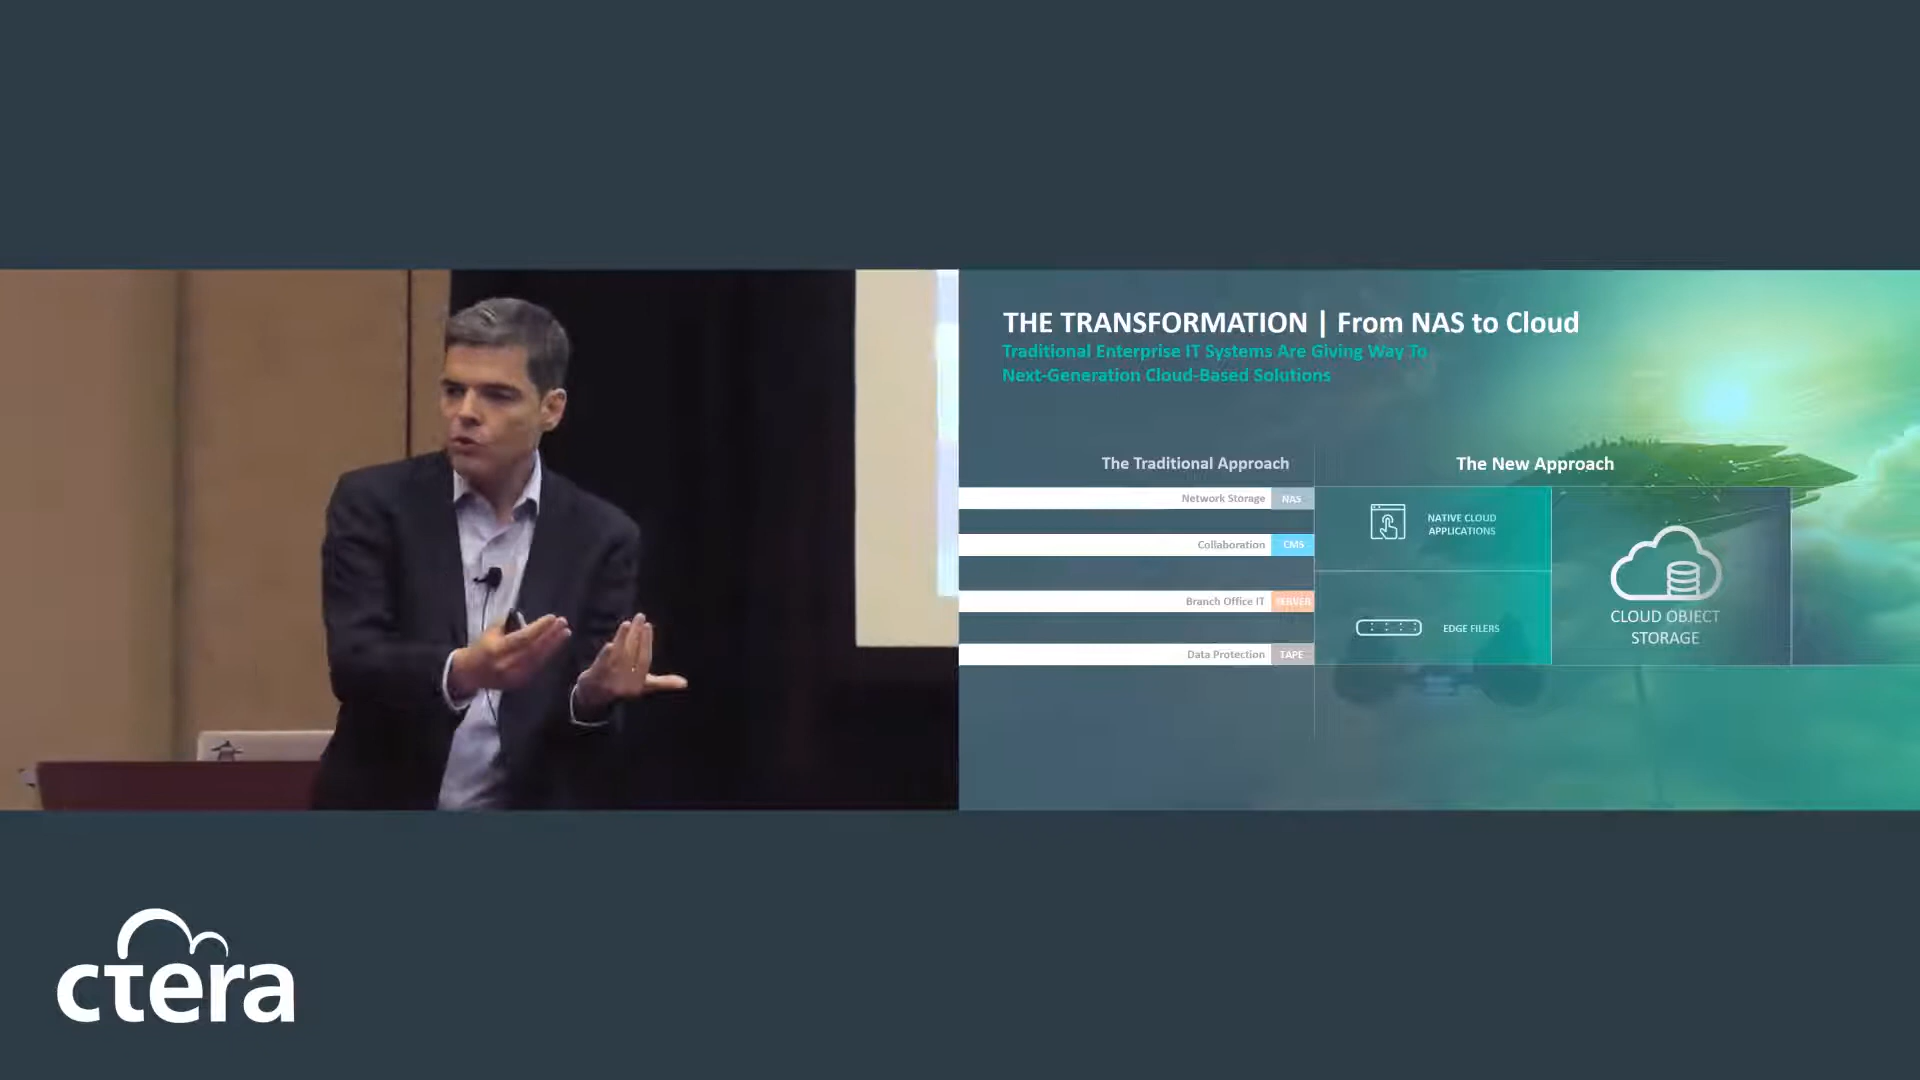 THE TRANSFORMATION | From NAS to Cloud
Traditional Enterprise IT Systems Are Giving Way To
Next-Generation Cloud-Based Solutions
The Traditional Approach
The New Approach
Network Storage NAS
Collaboration CMS
Branch Office IT SERVER
Data Protection TAPE
NATIVE CLOUD
APPLICATIONS
EDGE FILERS
CLOUD OBJECT
STORAGE
ctera